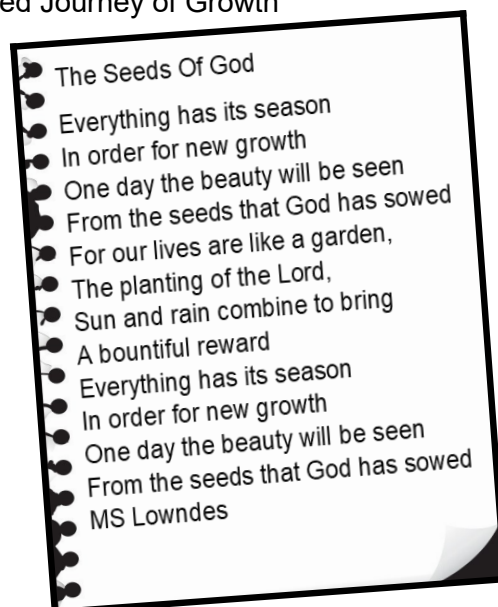 ed Journey of Growth
The Seeds Of God
Everything has its season
In order for new growth
One day the beauty will be seen
From the seeds that God has sowed
For our lives are like a garden,
The planting of the Lord,
Sun and rain combine to bring
A bountiful reward
Everything has its season
In order for new growth
One day the beauty will be seen
From the seeds that God has sowed
MS Lowndes